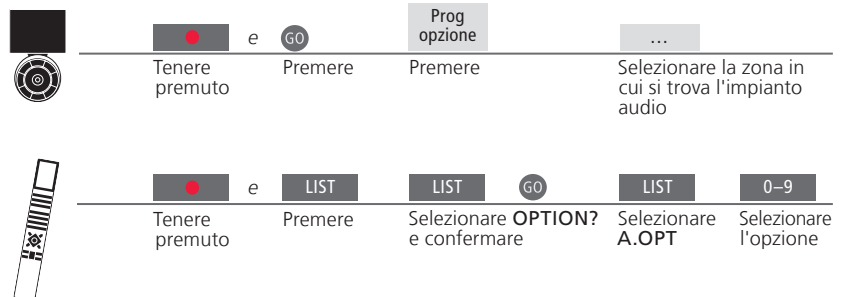 Prog
opzione
e GO ...
Tenere
premuto
Premere
Premere
Selezionare la zona in
cui si trova l'impianto
audio
e LIST LIST GO LIST 0–9
Tenere
premuto
Premere
Selezionare OPTION?
e confermare
Selezionare
A.OPT
Selezionare
l'opzione